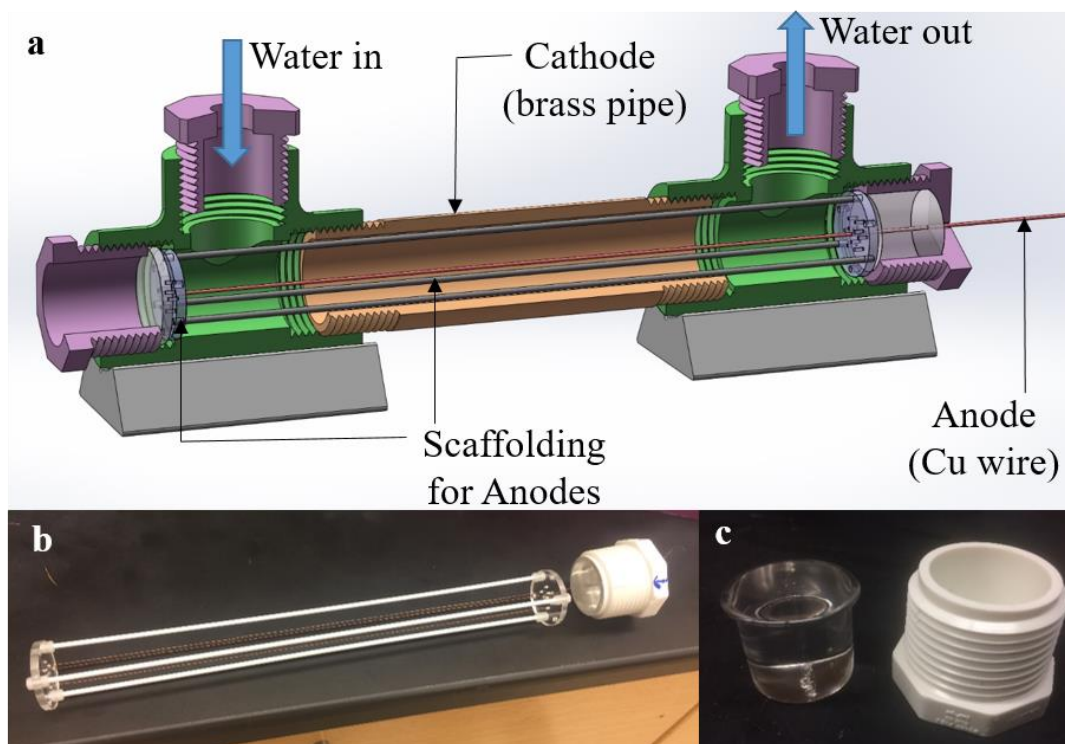 a
Water in
Water out
Cathode
(brass pipe)
Anode
(Cu wire)
Scaffolding
for Anodes
b
c